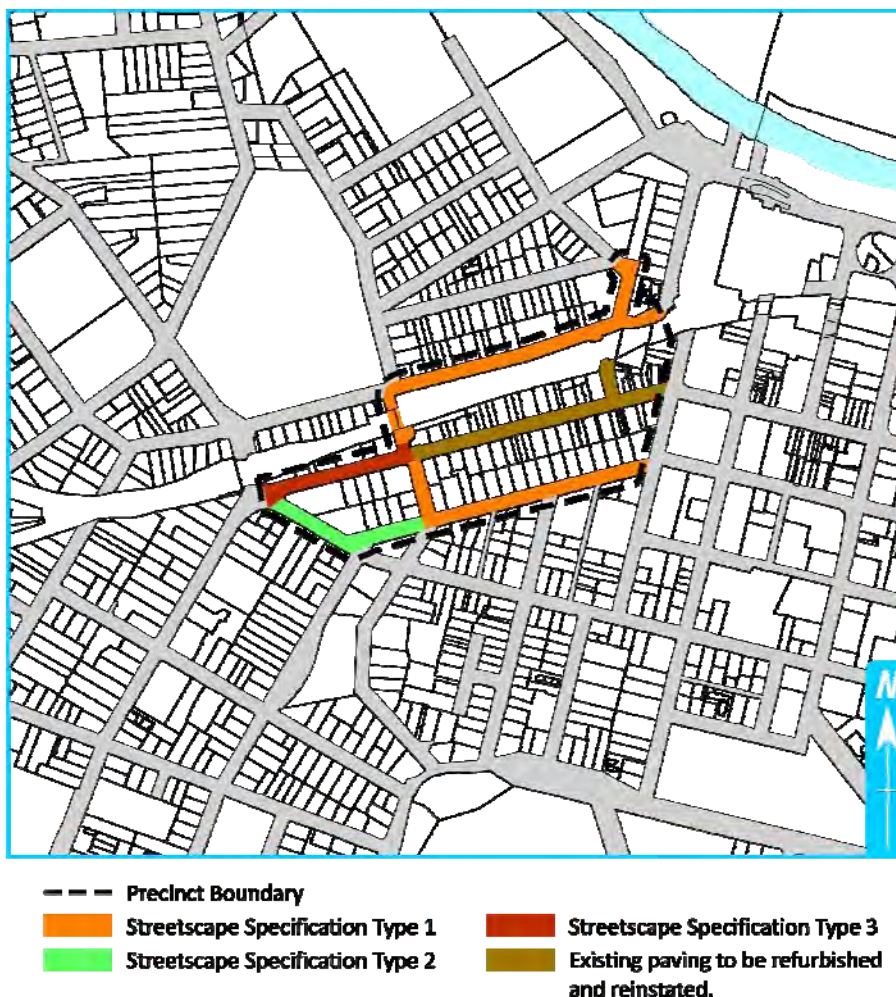 N
Precinct Boundary
Streetscape Specification Type 1
Streetscape Specification Type 2
Streetscape Specification Type 3
Existing paving to be refurbished
and reinstated.